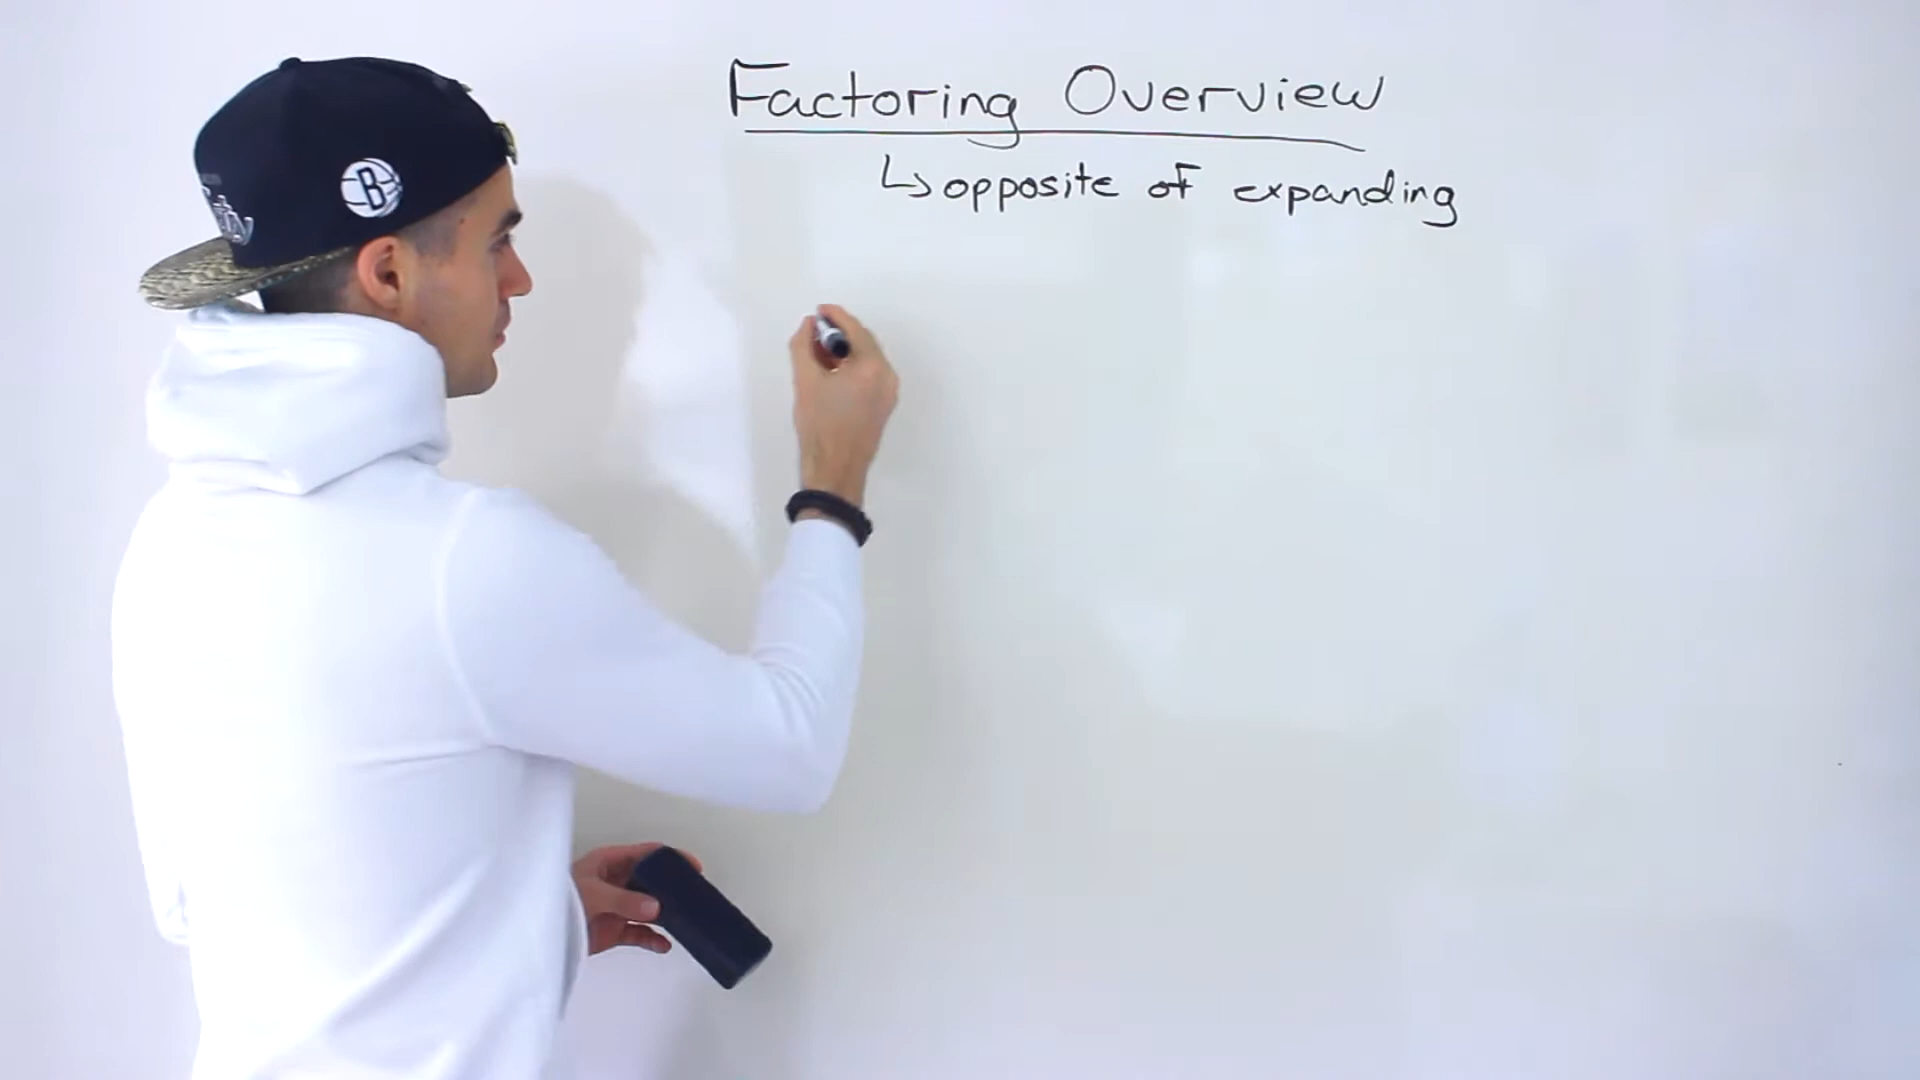 Factoring Overview
↳ opposite of expanding
B